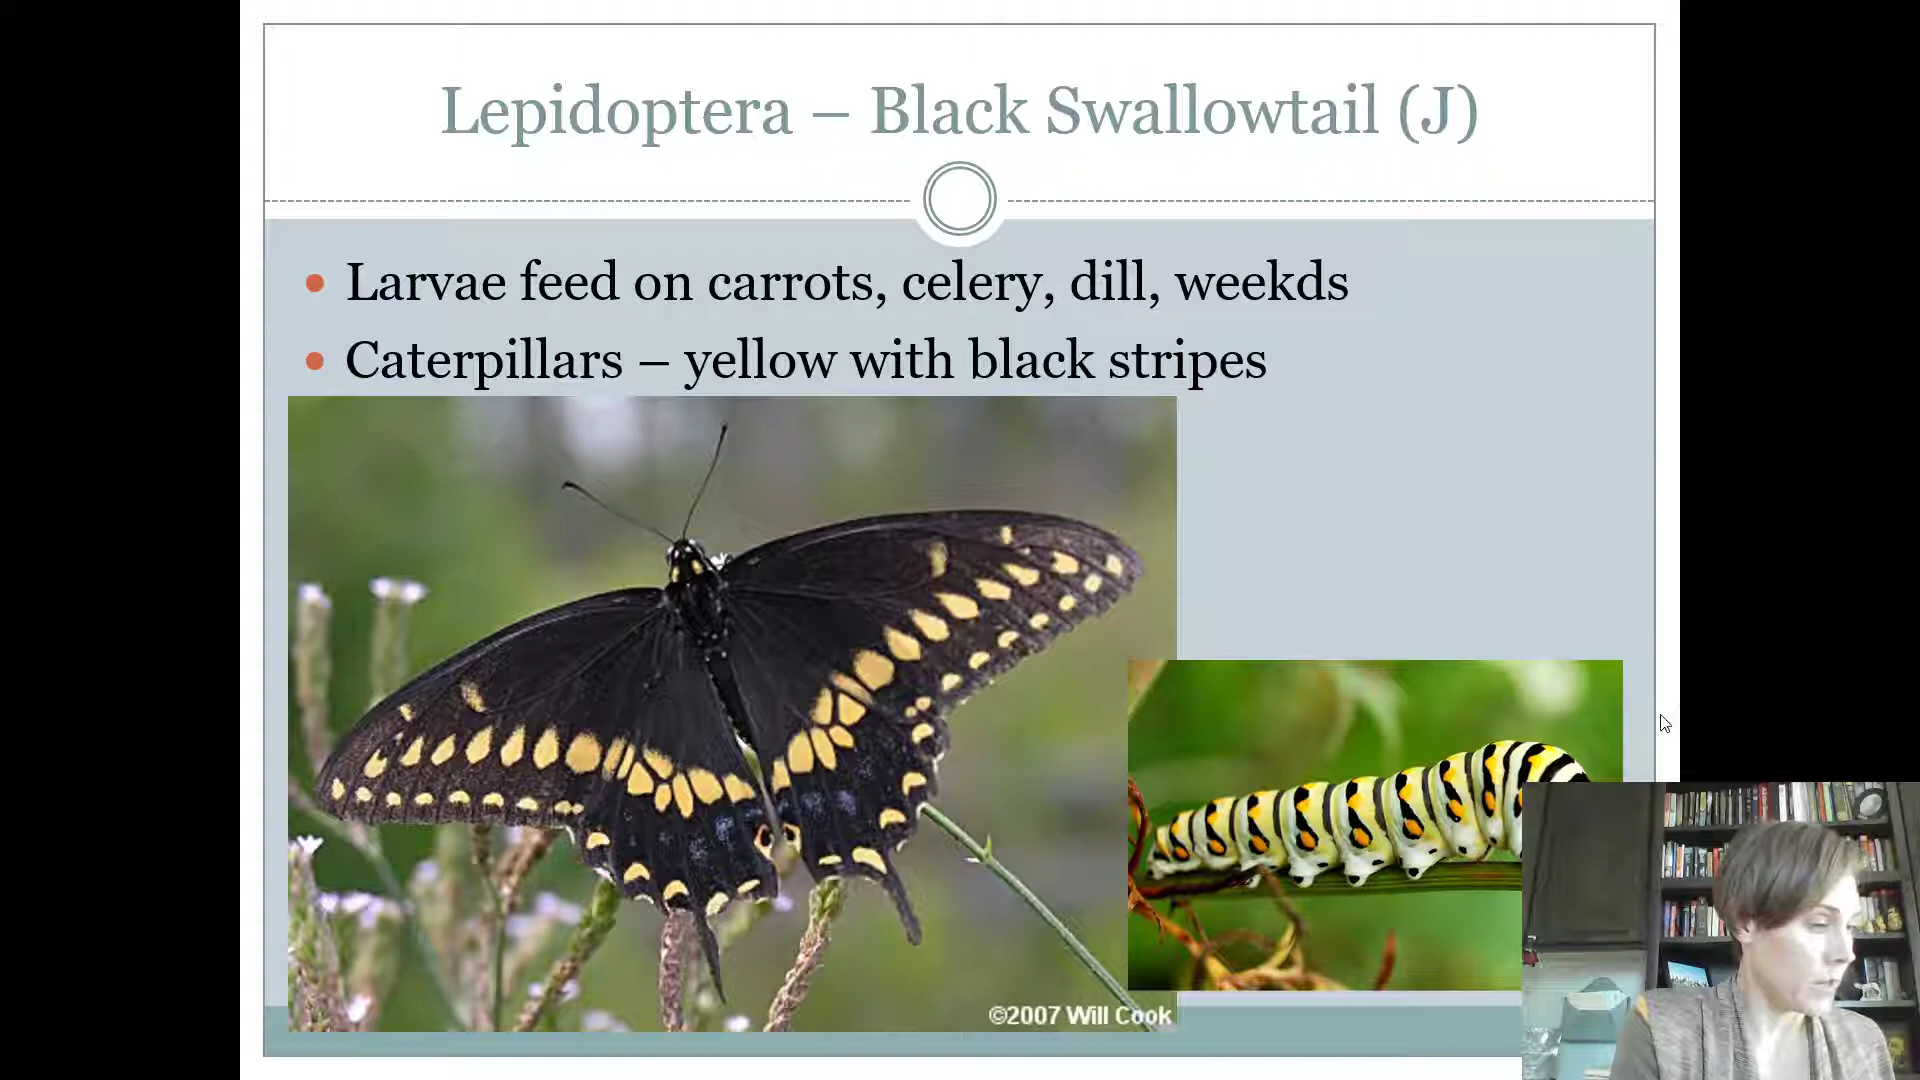 Lepidoptera – Black Swallowtail (J)
Larvae feed on carrots, celery, dill, weekds
Caterpillars – yellow with black stripes
©2007 Will Cook